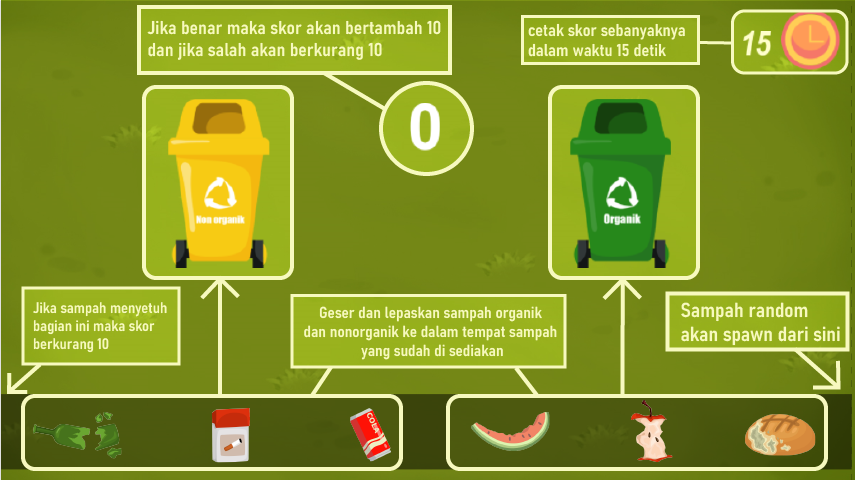 Jika benar maka skor akan bertambah 10
dan jika salah akan berkurang 10
cetak skor sebanyaknya
dalam waktu 15 detik
15
0
Non organik
Organik
Jika sampah menyetuh
bagian ini maka skor
berkurang 10
Geser dan lepaskan sampah organik
dan nonorganik ke dalam tempat sampah
yang sudah di sediakan
Sampah random
akan spawn dari sini
COLA